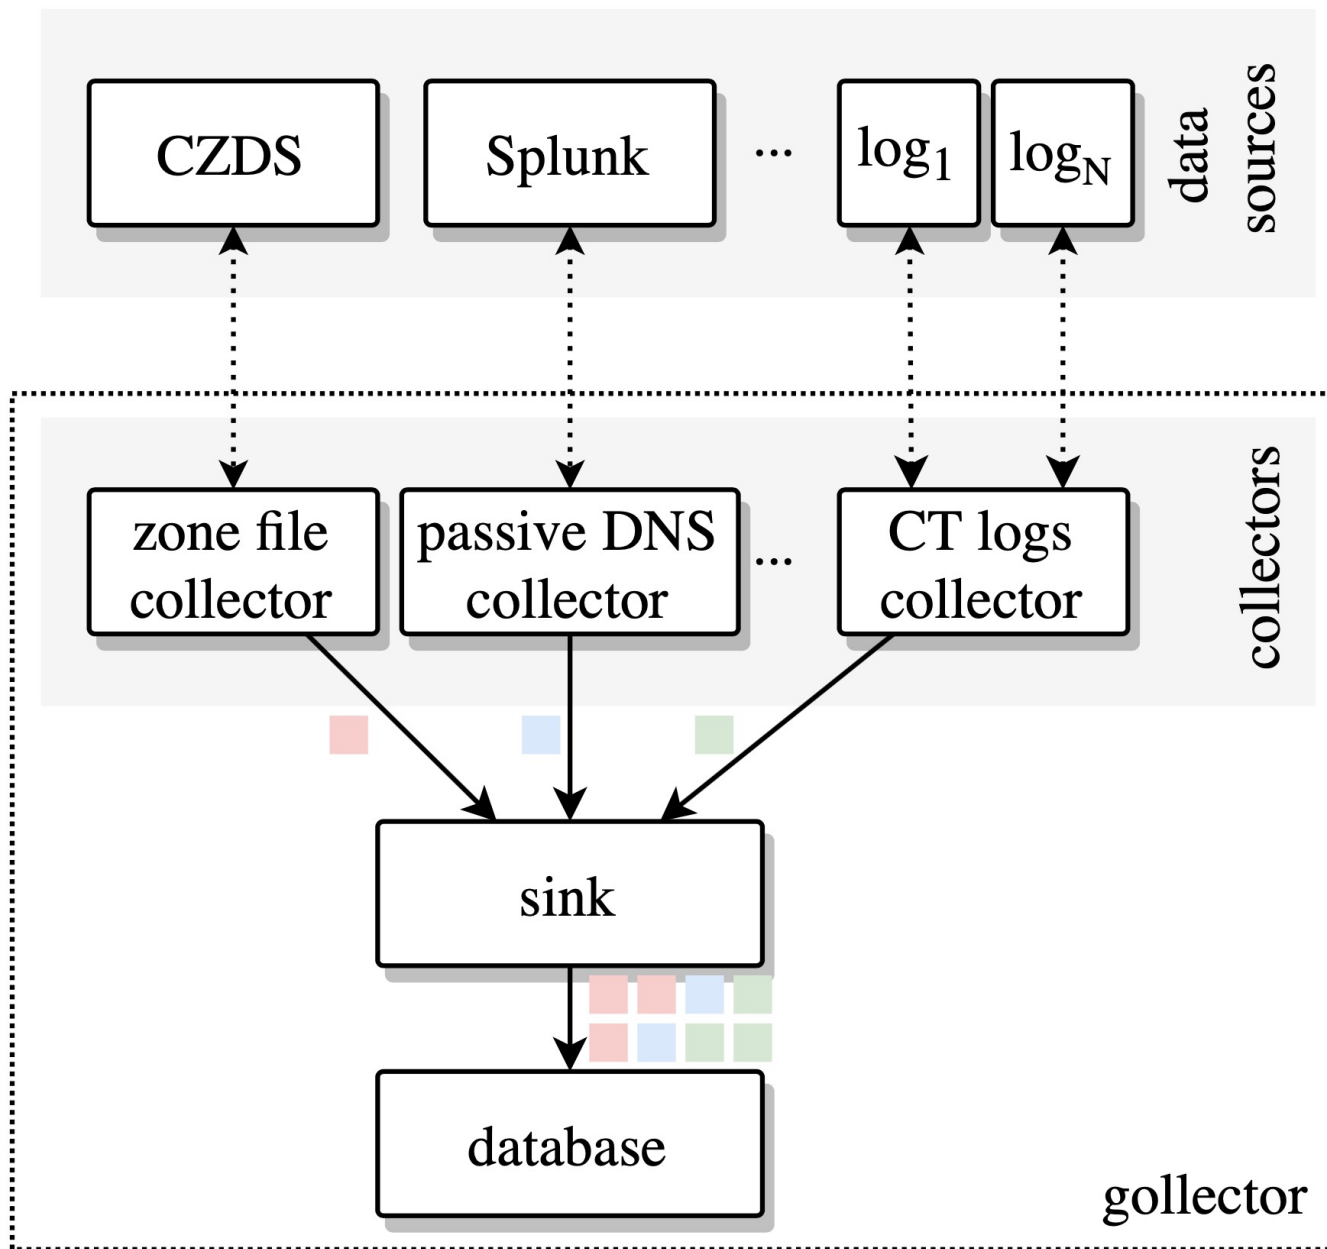 CZDS
Splunk
...
log1
logN
data
sources
zone file
collector
passive DNS
collector
...
CT logs
collector
collectors
sink
database
gollector